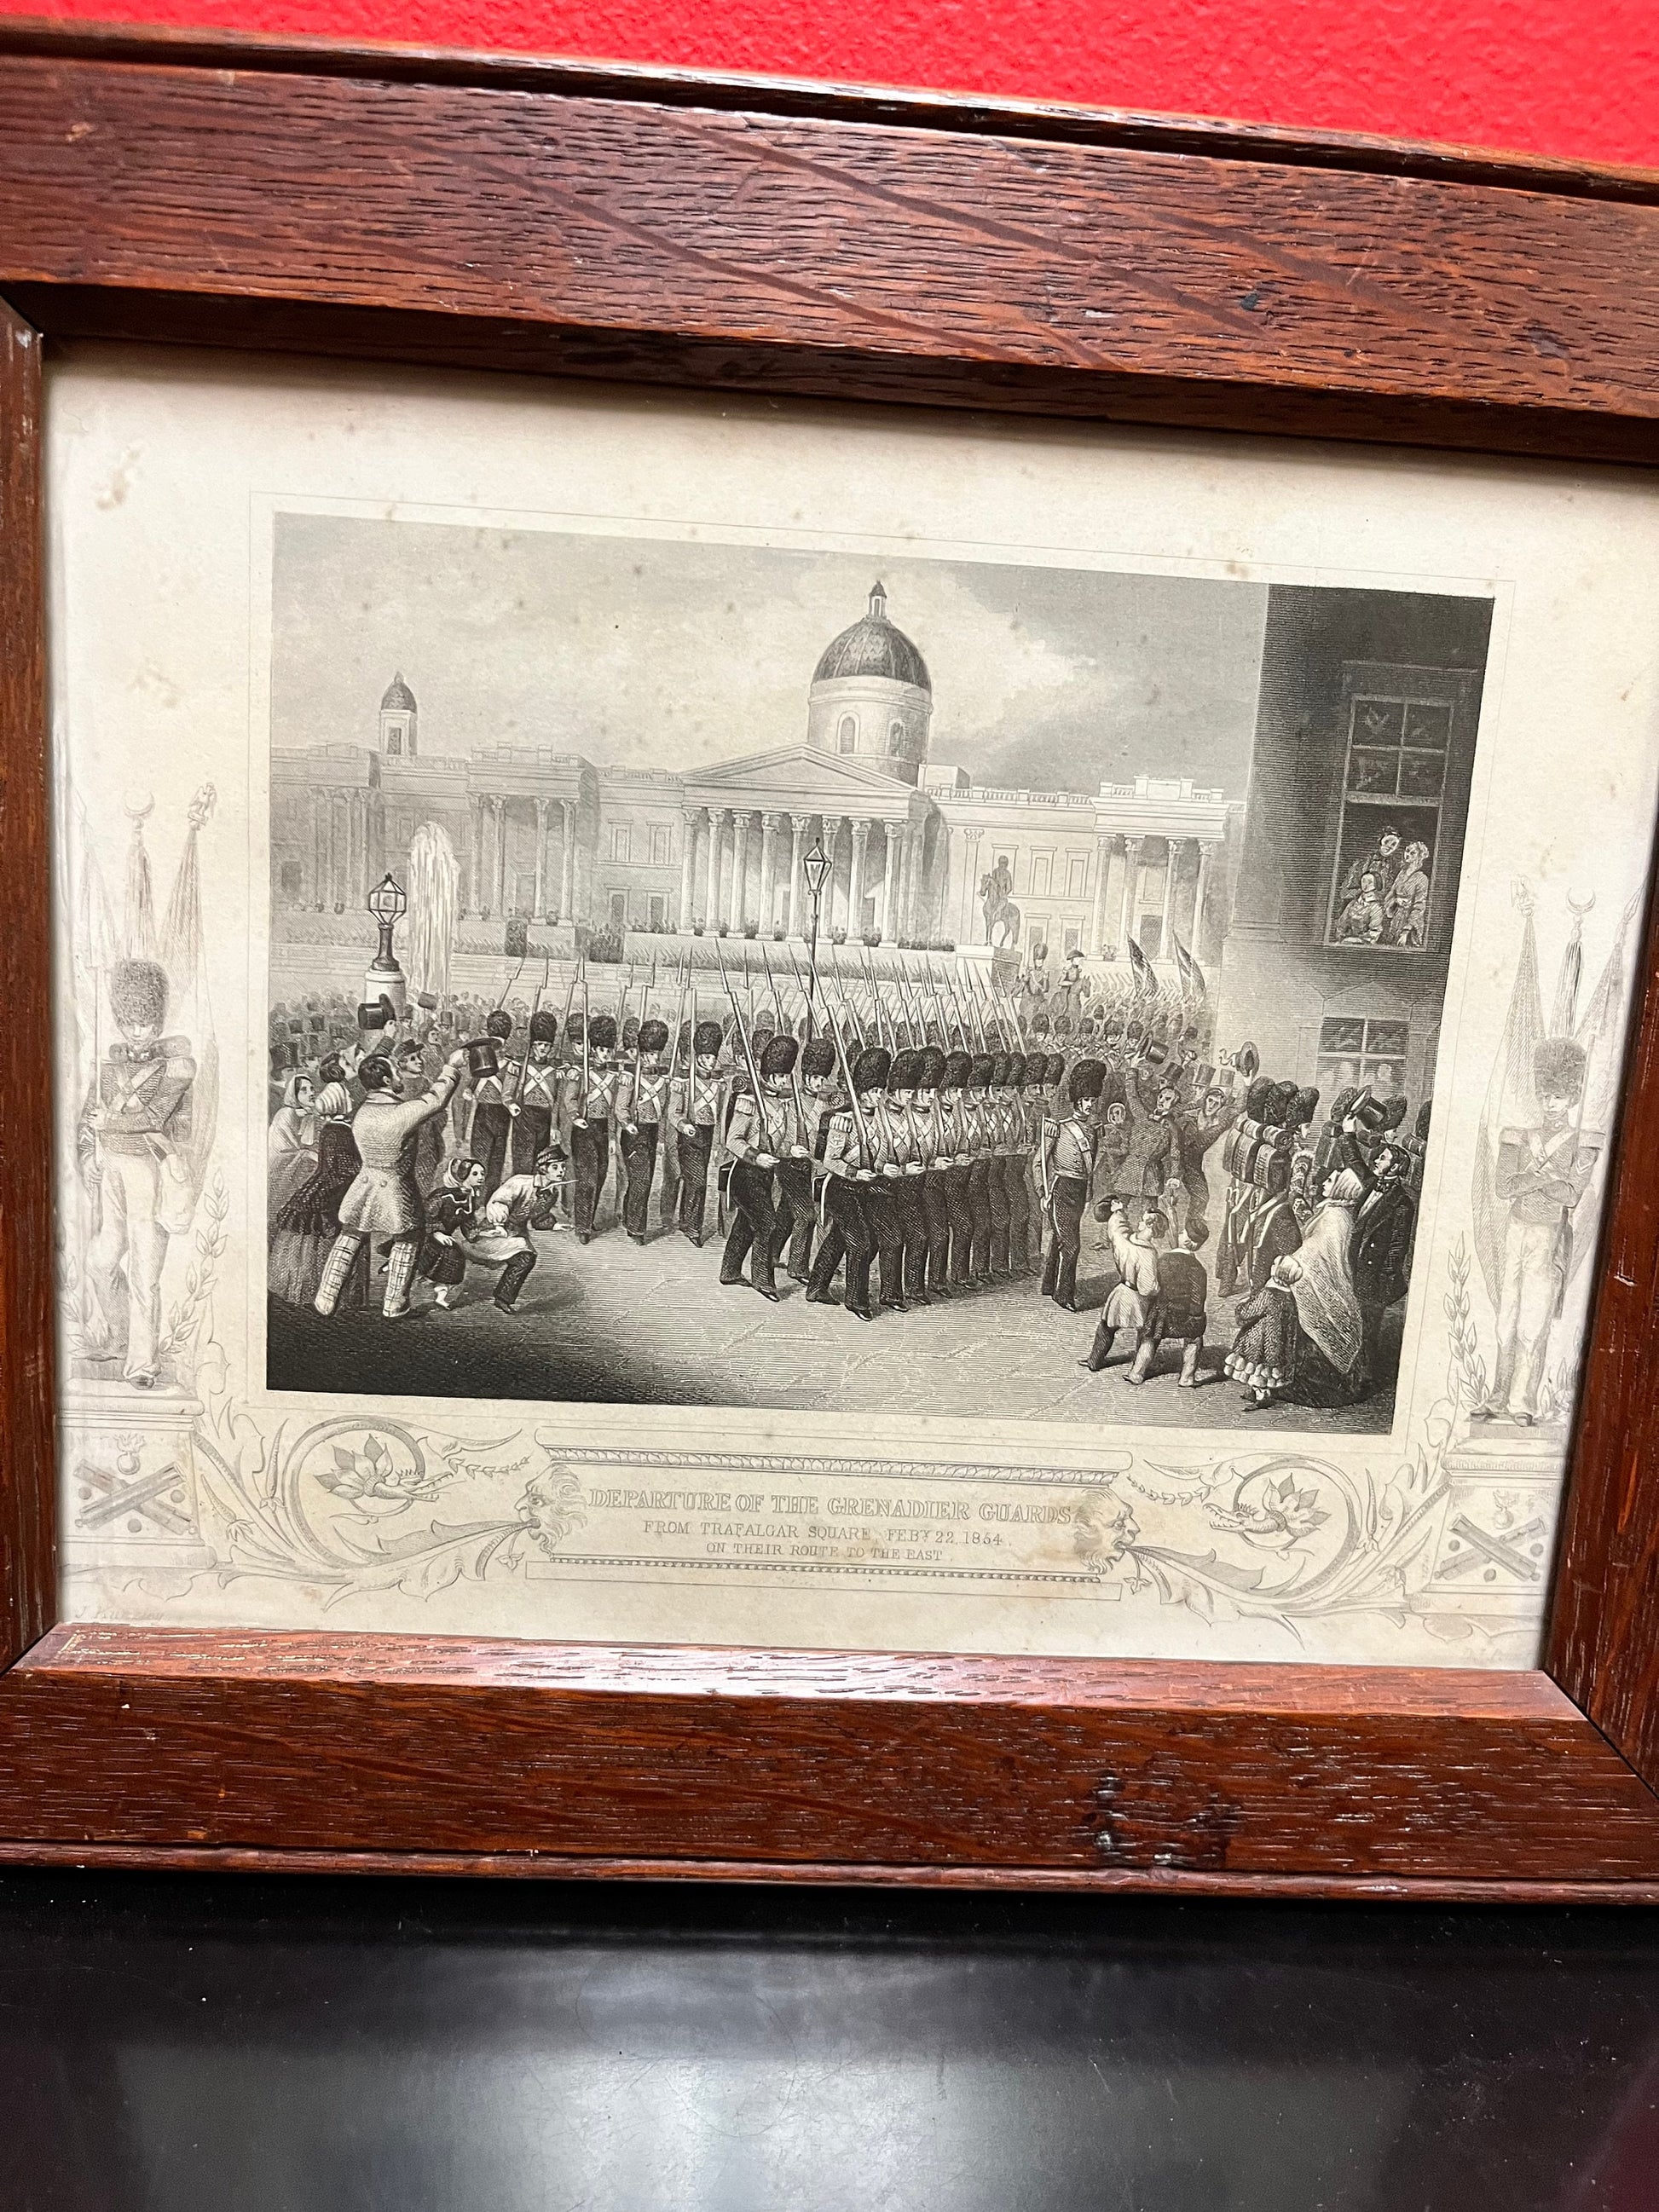 DEPARTURE OF THE GRENADIER GUARDS
FROM TRAFALGAR SQUARE, FEBY 22, 1854,
ON THEIR ROUTE TO THE EAST.